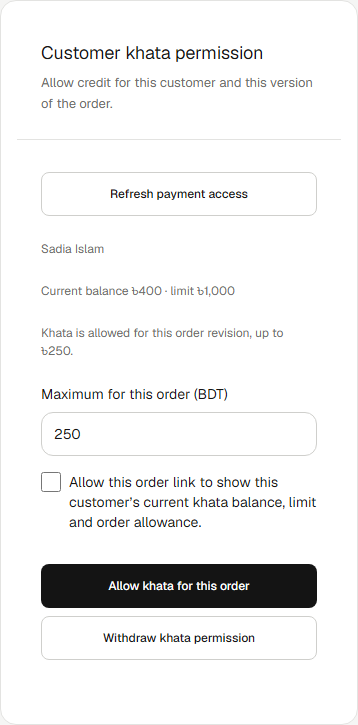 Customer khata permission
Allow credit for this customer and this version
of the order.
Refresh payment access
Sadia Islam
Current balance ৳400 · limit ৳1,000
Khata is allowed for this order revision, up to
৳250.
Maximum for this order (BDT)
250
Allow this order link to show this
customer’s current khata balance, limit
and order allowance.
Allow khata for this order
Withdraw khata permission